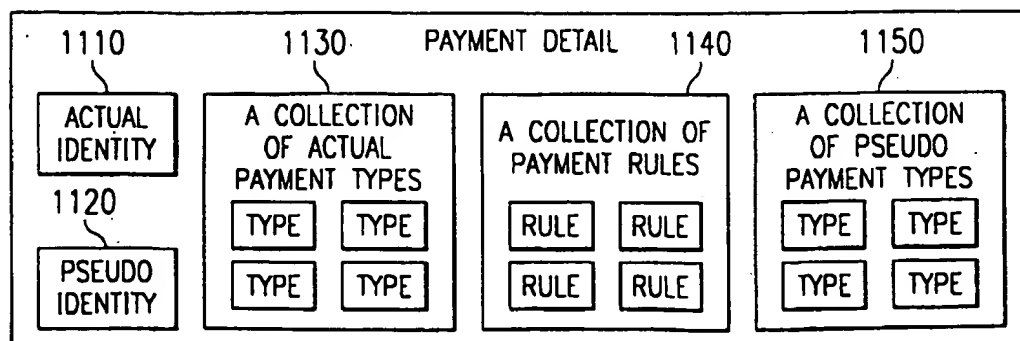 PAYMENT DETAIL
1110
ACTUAL
IDENTITY
1120
PSEUDO
IDENTITY
1130
A COLLECTION
OF ACTUAL
PAYMENT TYPES
TYPE TYPE
TYPE TYPE
1140
A COLLECTION OF
PAYMENT RULES
RULE RULE
RULE RULE
1150
A COLLECTION
OF PSEUDO
PAYMENT TYPES
TYPE TYPE
TYPE TYPE